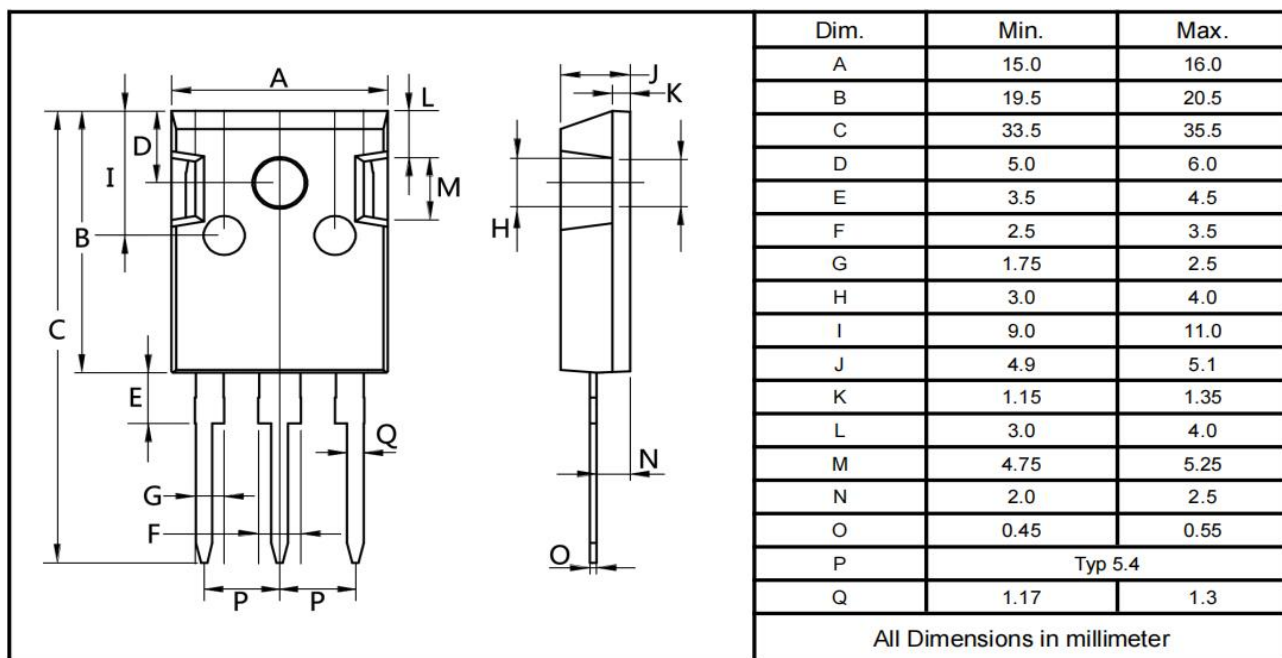 A
L
D
I
M
B
C
E
Q
G
F
P P
J
K
H
N
O
Dim. Min. Max.
A 15.0 16.0
B 19.5 20.5
C 33.5 35.5
D 5.0 6.0
E 3.5 4.5
F 2.5 3.5
G 1.75 2.5
H 3.0 4.0
I 9.0 11.0
J 4.9 5.1
K 1.15 1.35
L 3.0 4.0
M 4.75 5.25
N 2.0 2.5
O 0.45 0.55
P Typ 5.4
Q 1.17 1.3
All Dimensions in millimeter